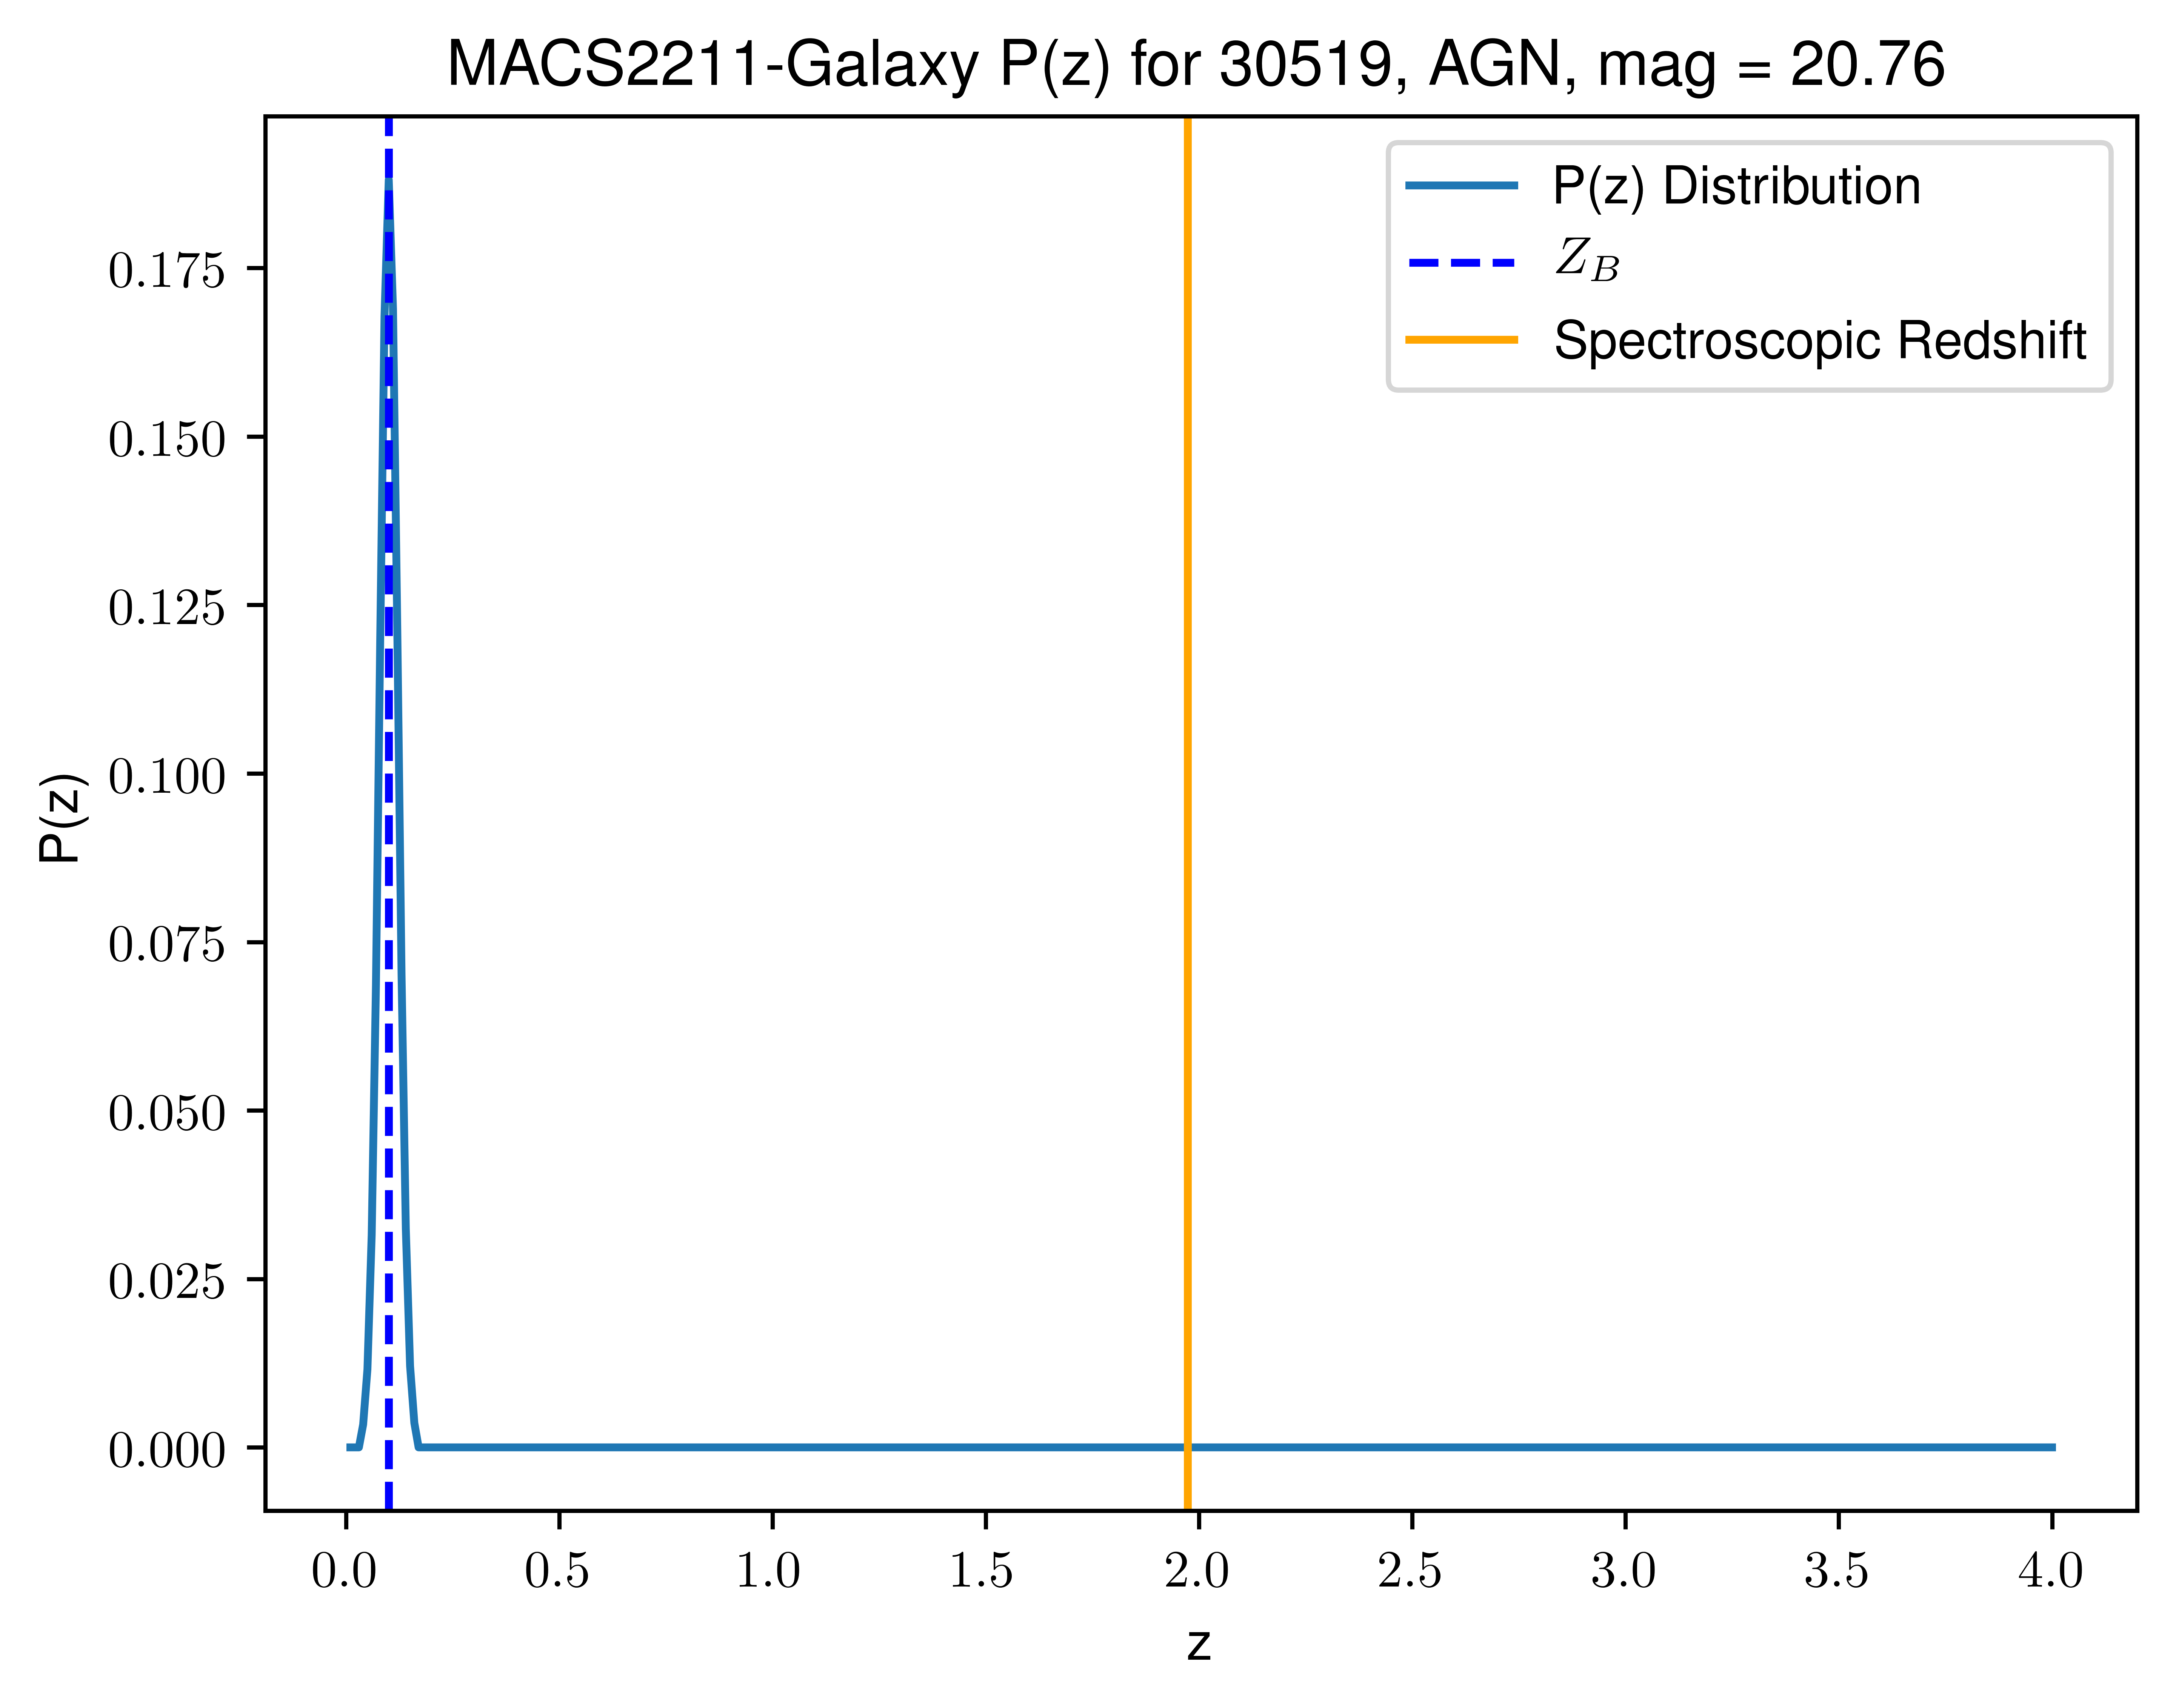 MACS2211-Galaxy P(z) for 30519, AGN, mag = 20.76
P(z) Distribution
Z_B
Spectroscopic Redshift
P(z)
0.175
0.150
0.125
0.100
0.075
0.050
0.025
0.000
0.0 0.5 1.0 1.5 2.0 2.5 3.0 3.5 4.0
z